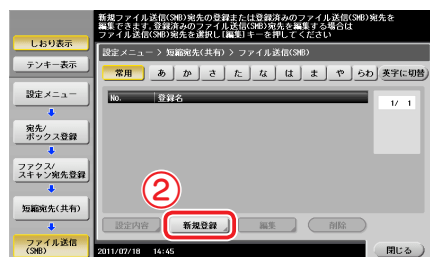 新規ファイル送信(SMB)宛先の登録または登録済みのファイル送信(SMB)宛先を
編集できます。登録済みのファイル送信(SMB)宛先を編集する場合は
ファイル送信(SMB)宛先を選択し[編集]キーを押してください
しおり表示
テンキー表示
設定メニュー
宛先/
ボックス登録
ファクス/
スキャン宛先登録
短縮宛先(共有)
ファイル送信
(SMB)
設定メニュー > 短縮宛先(共有) > ファイル送信(SMB)
常用 あ か さ た な は ま や らわ 英字に切替
No. 登録名
1/ 1
②
設定内容 新規登録 編集 削除
2011/07/18 14:45 閉じる